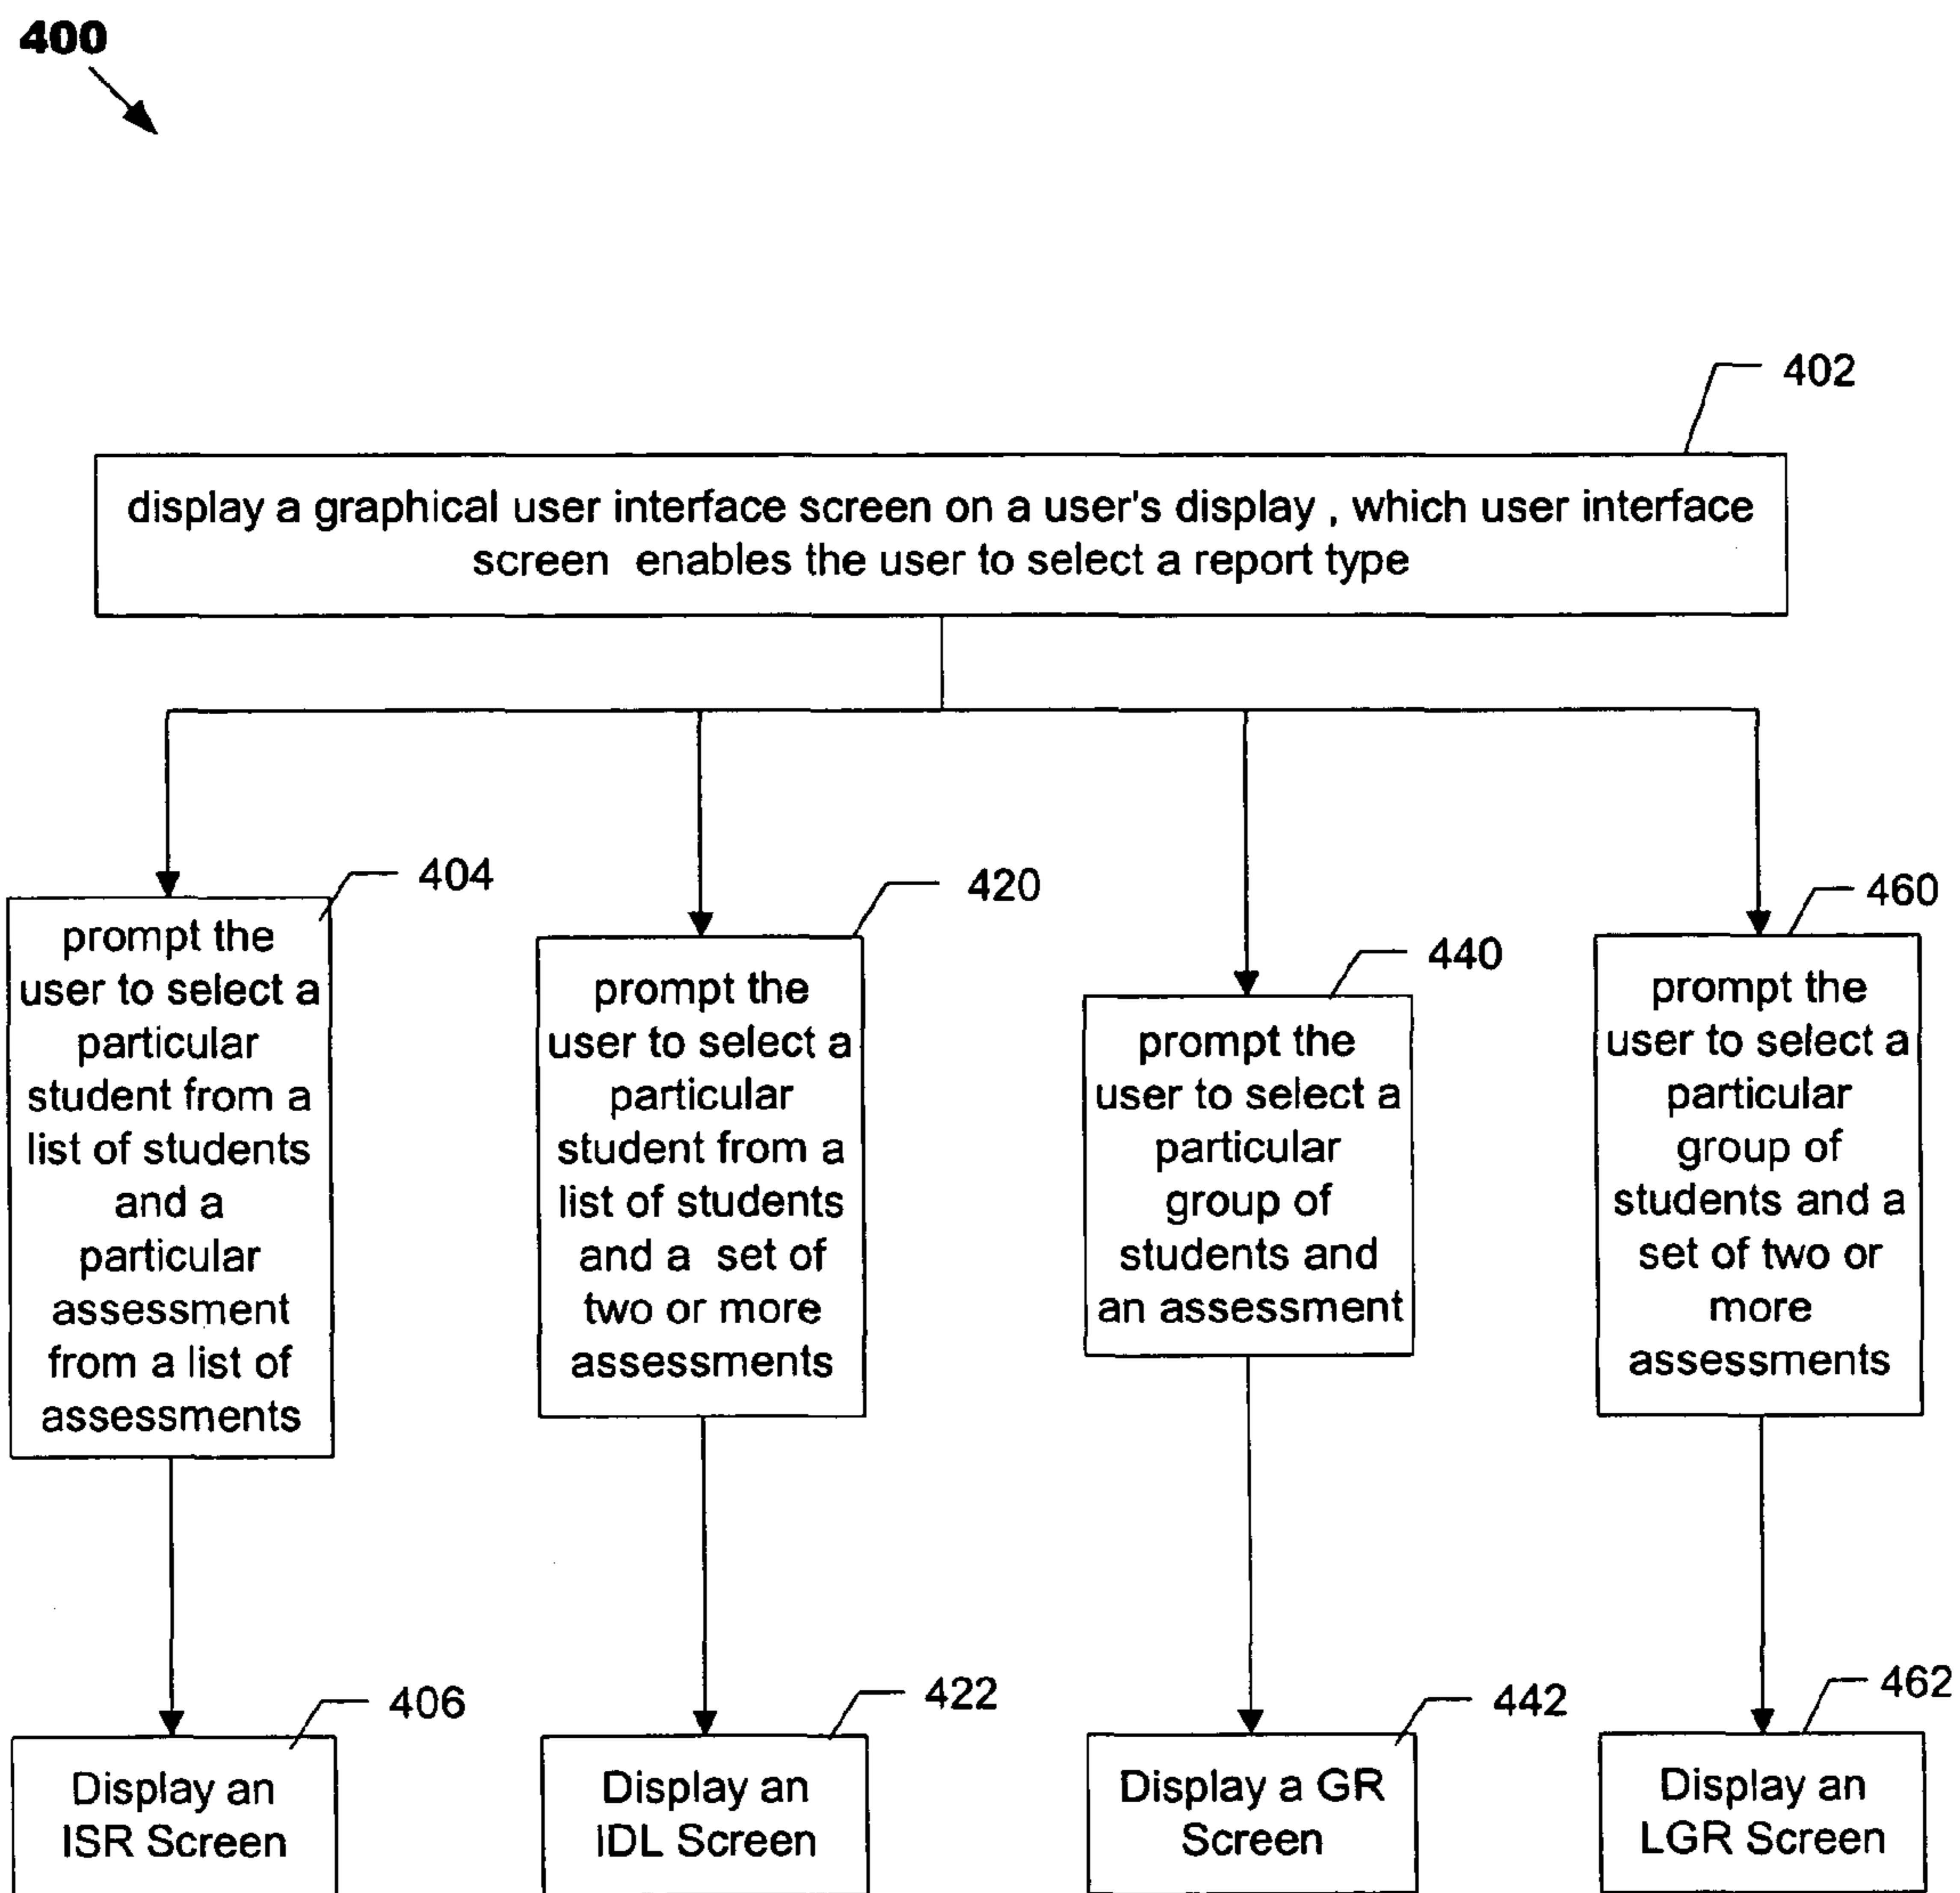 400
402
display a graphical user interface screen on a user's display , which user interface
screen enables the user to select a report type
404
prompt the
user to select a
particular
student from a
list of students
and a
particular
assessment
from a list of
assessments
420
prompt the
user to select a
particular
student from a
list of students
and a set of
two or more
assessments
440
prompt the
user to select a
particular
group of
students and
an assessment
460
prompt the
user to select a
particular
group of
students and a
set of two or
more
assessments
406
Display an
ISR Screen
422
Display an
IDL Screen
442
Display a GR
Screen
462
Display an
LGR Screen